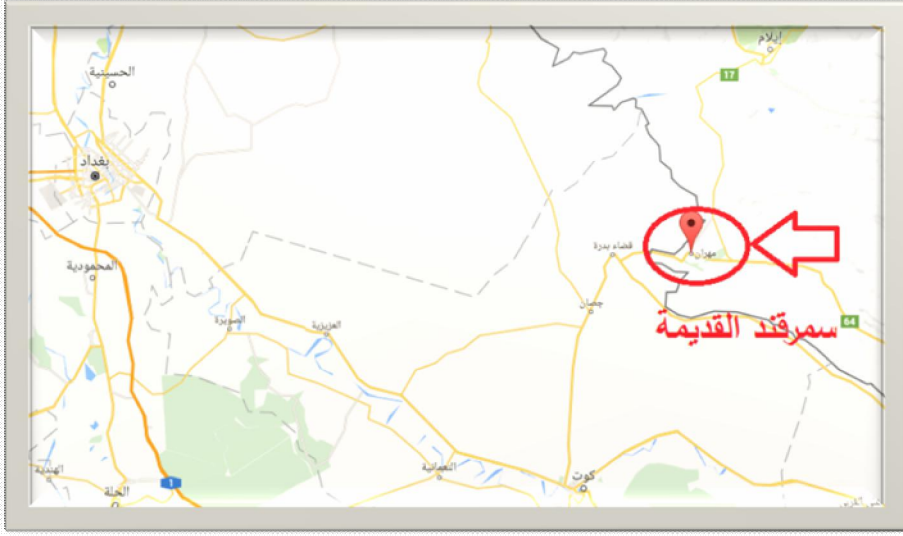 إيلام
17
الحسينية
بغداد
قضاء بدرة
مهران
المحمودية
جصان
الصويرة
العزيزية
64
سمرقند القديمة
النعمانية
كوت
الهندية
1
الحلة